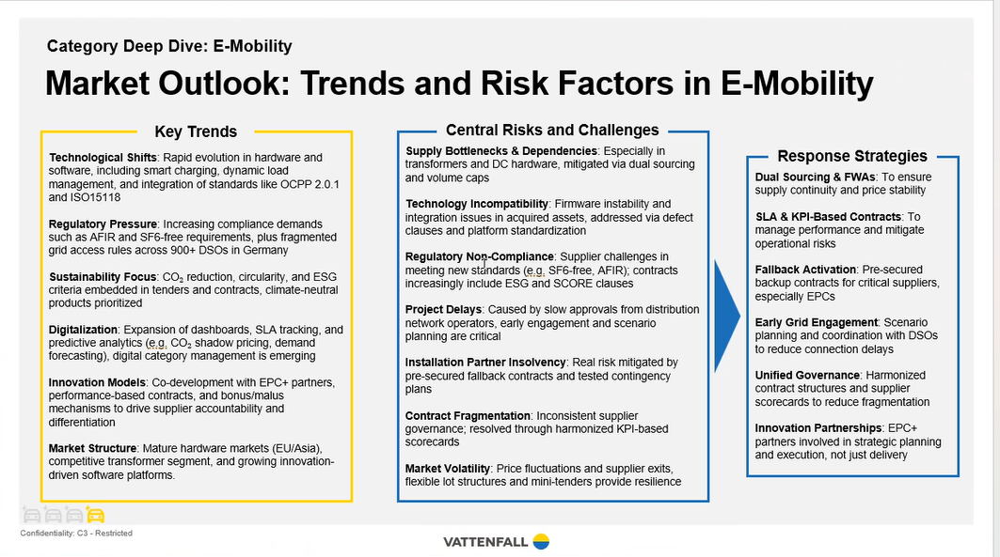 Category Deep Dive: E-Mobility
Market Outlook: Trends and Risk Factors in E-Mobility
Key Trends
Technological Shifts: Rapid evolution in hardware and
software, including smart charging, dynamic load
management, and integration of standards like OCPP 2.0.1
and ISO15118
Regulatory Pressure: Increasing compliance demands
such as AFIR and SF6-free requirements, plus fragmented
grid access rules across 900+ DSOs in Germany
Sustainability Focus: CO₂ reduction, circularity, and ESG
criteria embedded in tenders and contracts, climate-neutral
products prioritized
Digitalization: Expansion of dashboards, SLA tracking, and
predictive analytics (e.g. CO₂ shadow pricing, demand
forecasting), digital category management is emerging
Innovation Models: Co-development with EPC+ partners,
performance-based contracts, and bonus/malus
mechanisms to drive supplier accountability and
differentiation
Market Structure: Mature hardware markets (EU/Asia),
competitive transformer segment, and growing innovation-
driven software platforms.
Central Risks and Challenges
Supply Bottlenecks & Dependencies: Especially in
transformers and DC hardware, mitigated via dual sourcing
and volume caps
Technology Incompatibility: Firmware instability and
integration issues in acquired assets, addressed via defect
clauses and platform standardization
Regulatory Non-Compliance: Supplier challenges in
meeting new standards (e.g. SF6-free, AFIR); contracts
increasingly include ESG and SCORE clauses
Project Delays: Caused by slow approvals from distribution
network operators, early engagement and scenario
planning are critical
Installation Partner Insolvency: Real risk mitigated by
pre-secured fallback contracts and tested contingency
plans
Contract Fragmentation: Inconsistent supplier
governance; resolved through harmonized KPI-based
scorecards
Market Volatility: Price fluctuations and supplier exits,
flexible lot structures and mini-tenders provide resilience
Response Strategies
Dual Sourcing & FWAs: To ensure
supply continuity and price stability
SLA & KPI-Based Contracts: To
manage performance and mitigate
operational risks
Fallback Activation: Pre-secured
backup contracts for critical suppliers,
especially EPCs
Early Grid Engagement: Scenario
planning and coordination with DSOs
to reduce connection delays
Unified Governance: Harmonized
contract structures and supplier
scorecards to reduce fragmentation
Innovation Partnerships: EPC+
partners involved in strategic planning
and execution, not just delivery
Confidentiality: C3 - Restricted
VATTENFALL